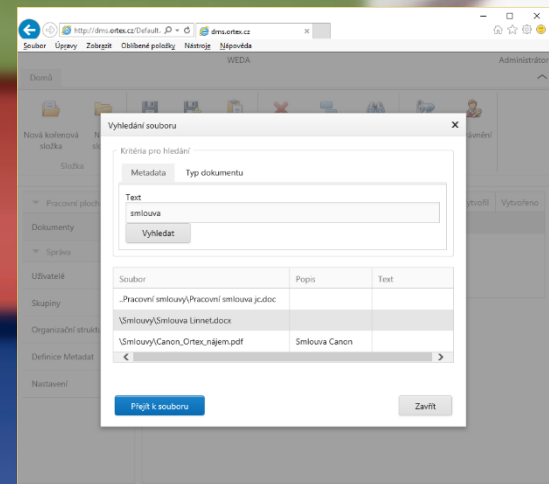 http://dms.ortex.cz/Default.
dms.ortex.cz
Soubor Úpravy Zobrazit Oblíbené položky Nástroje Nápověda
WEDA
Administrátor
Domů
Nová kořenová
složka
Složka
Vyhledání souboru
Kritéria pro hledání
Metadata Typ dokumentu
Text
smlouva
Vyhledat
Soubor Popis Text
..Pracovní smlouvy\Pracovní smlouva jc.doc
\Smlouvy\Smlouva Linnet.docx
\Smlouvy\Canon_Ortex_nájem.pdf Smlouva Canon
Přejít k souboru
Zavřít
Pracovní ploch
Vytvořeno
Dokumenty
Správa
Uživatelé
Skupiny
Organizační struktu
Definice Metadat
Nastavení